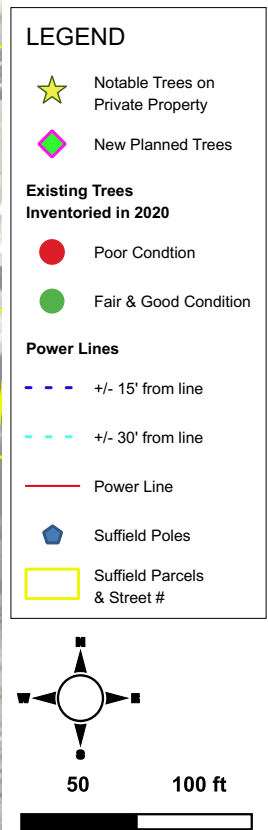 LEGEND
Notable Trees on
Private Property
New Planned Trees
Existing Trees
Inventoried in 2020
Poor Condtion
Fair & Good Condition
Power Lines
+/- 15' from line
+/- 30' from line
Power Line
Suffield Poles
Suffield Parcels
& Street #
N
W E
S
50 100 ft